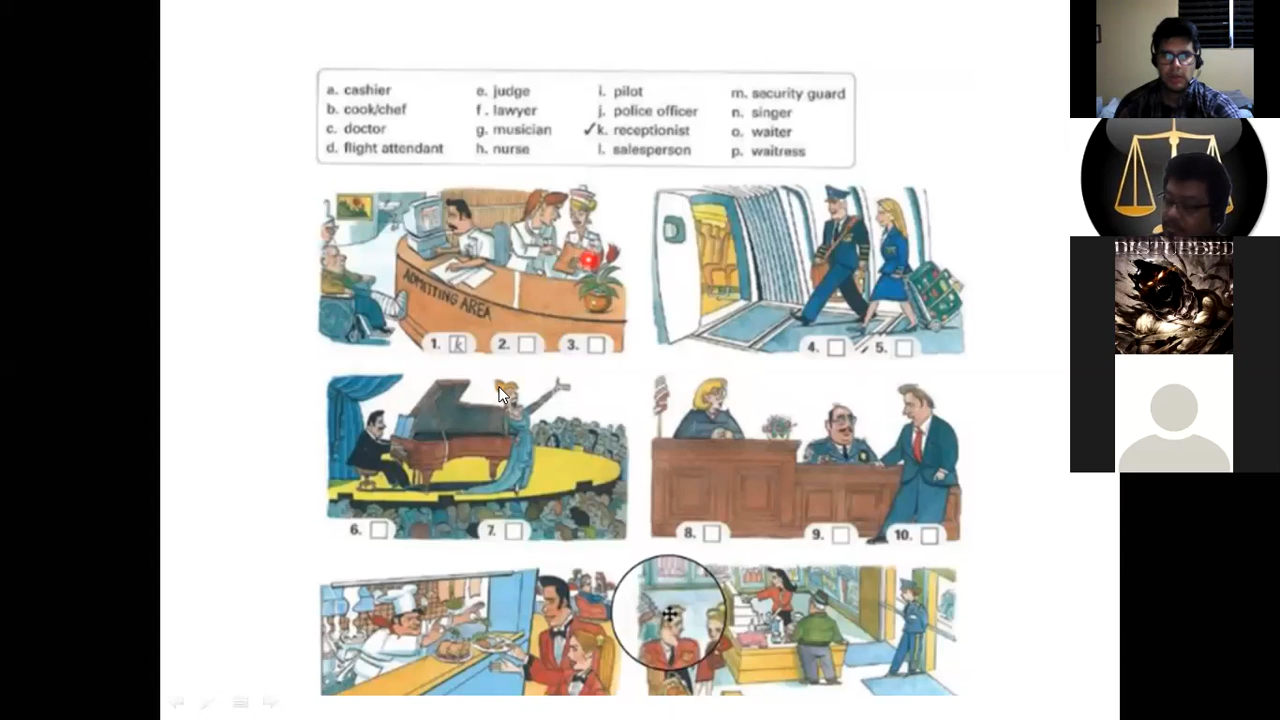 a. cashier
b. cook/chef
c. doctor
d. flight attendant
e. judge
f. lawyer
g. musician
h. nurse
i. pilot
j. police officer
✓k. receptionist
l. salesperson
m. security guard
n. singer
o. waiter
p. waitress
ADMITTING AREA
1. k 2. 3.
4. 5.
6. 7.
8. 9. 10.
DISTURBED